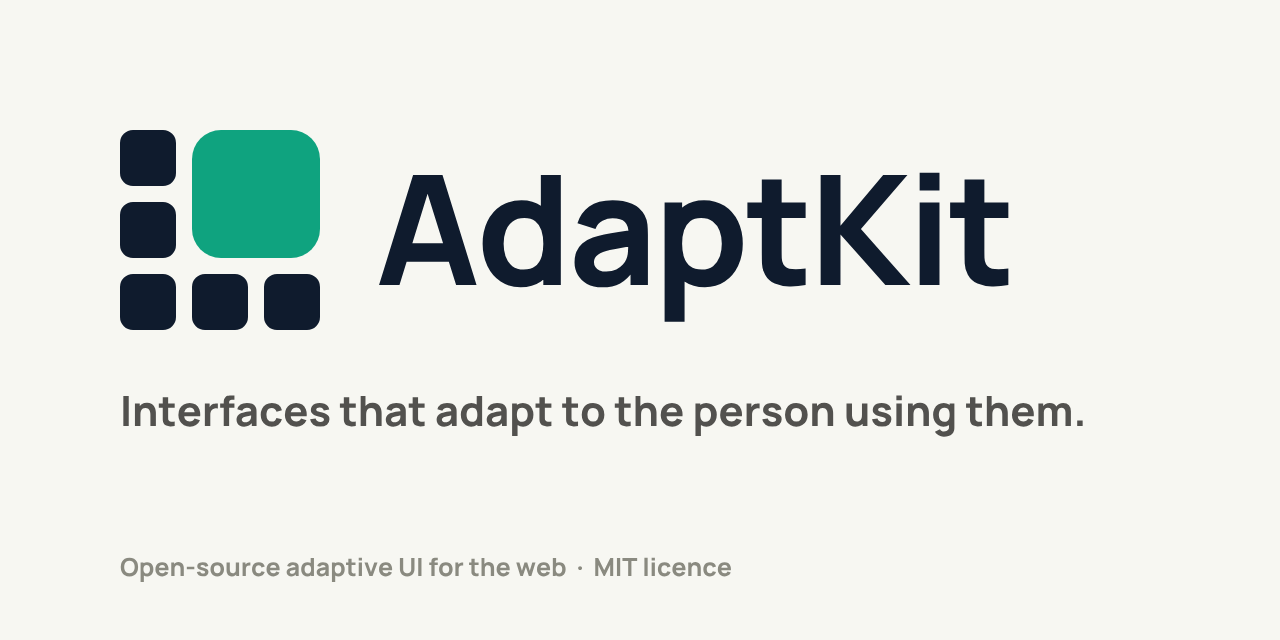 AdaptKit
Interfaces that adapt to the person using them.
Open-source adaptive UI for the web · MIT licence